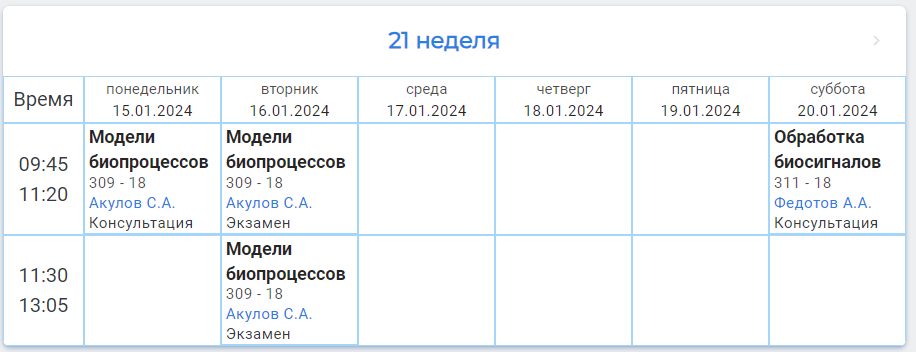 21 неделя
Время
понедельник
15.01.2024
вторник
16.01.2024
среда
17.01.2024
четверг
18.01.2024
пятница
19.01.2024
суббота
20.01.2024
09:45
11:20
Модели
биопроцессов
309 - 18
Акулов С.А.
Консультация
Модели
биопроцессов
309 - 18
Акулов С.А.
Экзамен
Обработка
биосигналов
311 - 18
Федотов А.А.
Консультация
11:30
13:05
Модели
биопроцессов
309 - 18
Акулов С.А.
Экзамен